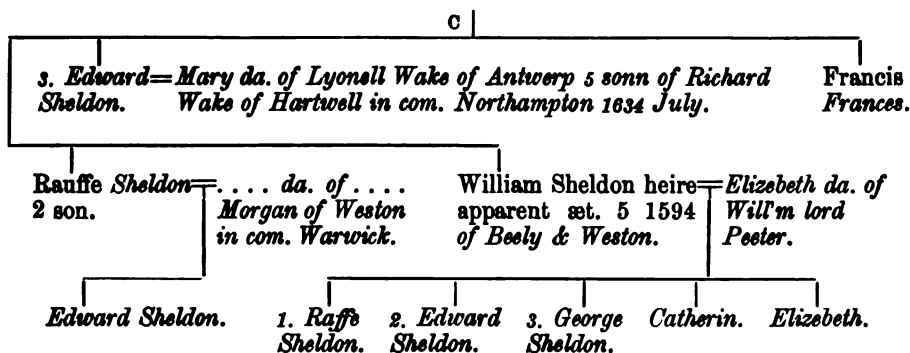 C
3. Edward=Mary da. of Lyonell Wake of Antwerp 5 sonn of Richard
Sheldon. Wake of Hartwell in com. Northampton 1634 July.
Francis
Frances.
Rauffe Sheldon=.... da. of ....
2 son. Morgan of Weston
in com. Warwick.
William Sheldon heire=Elizebeth da. of
apparent æt. 5 1594 Will'm lord
of Beely & Weston. Peeter.
Edward Sheldon.
1. Raffe
Sheldon.
2. Edward
Sheldon.
3. George
Sheldon.
Catherin.
Elizebeth.